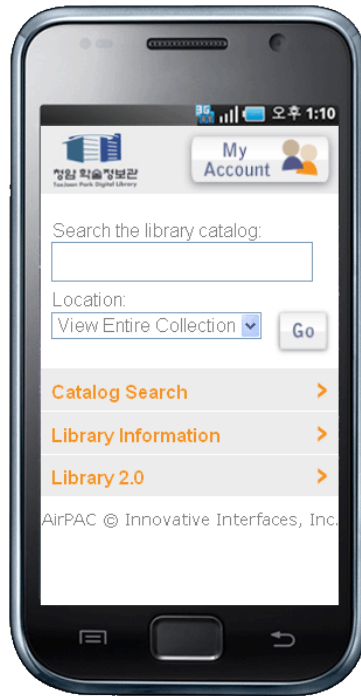 3G
오후 1:10
청암 학술정보관
TaeJoon Park Digital Library
My
Account
Search the library catalog:
Location:
View Entire Collection
Go
Catalog Search
Library Information
Library 2.0
AirPAC © Innovative Interfaces, Inc.